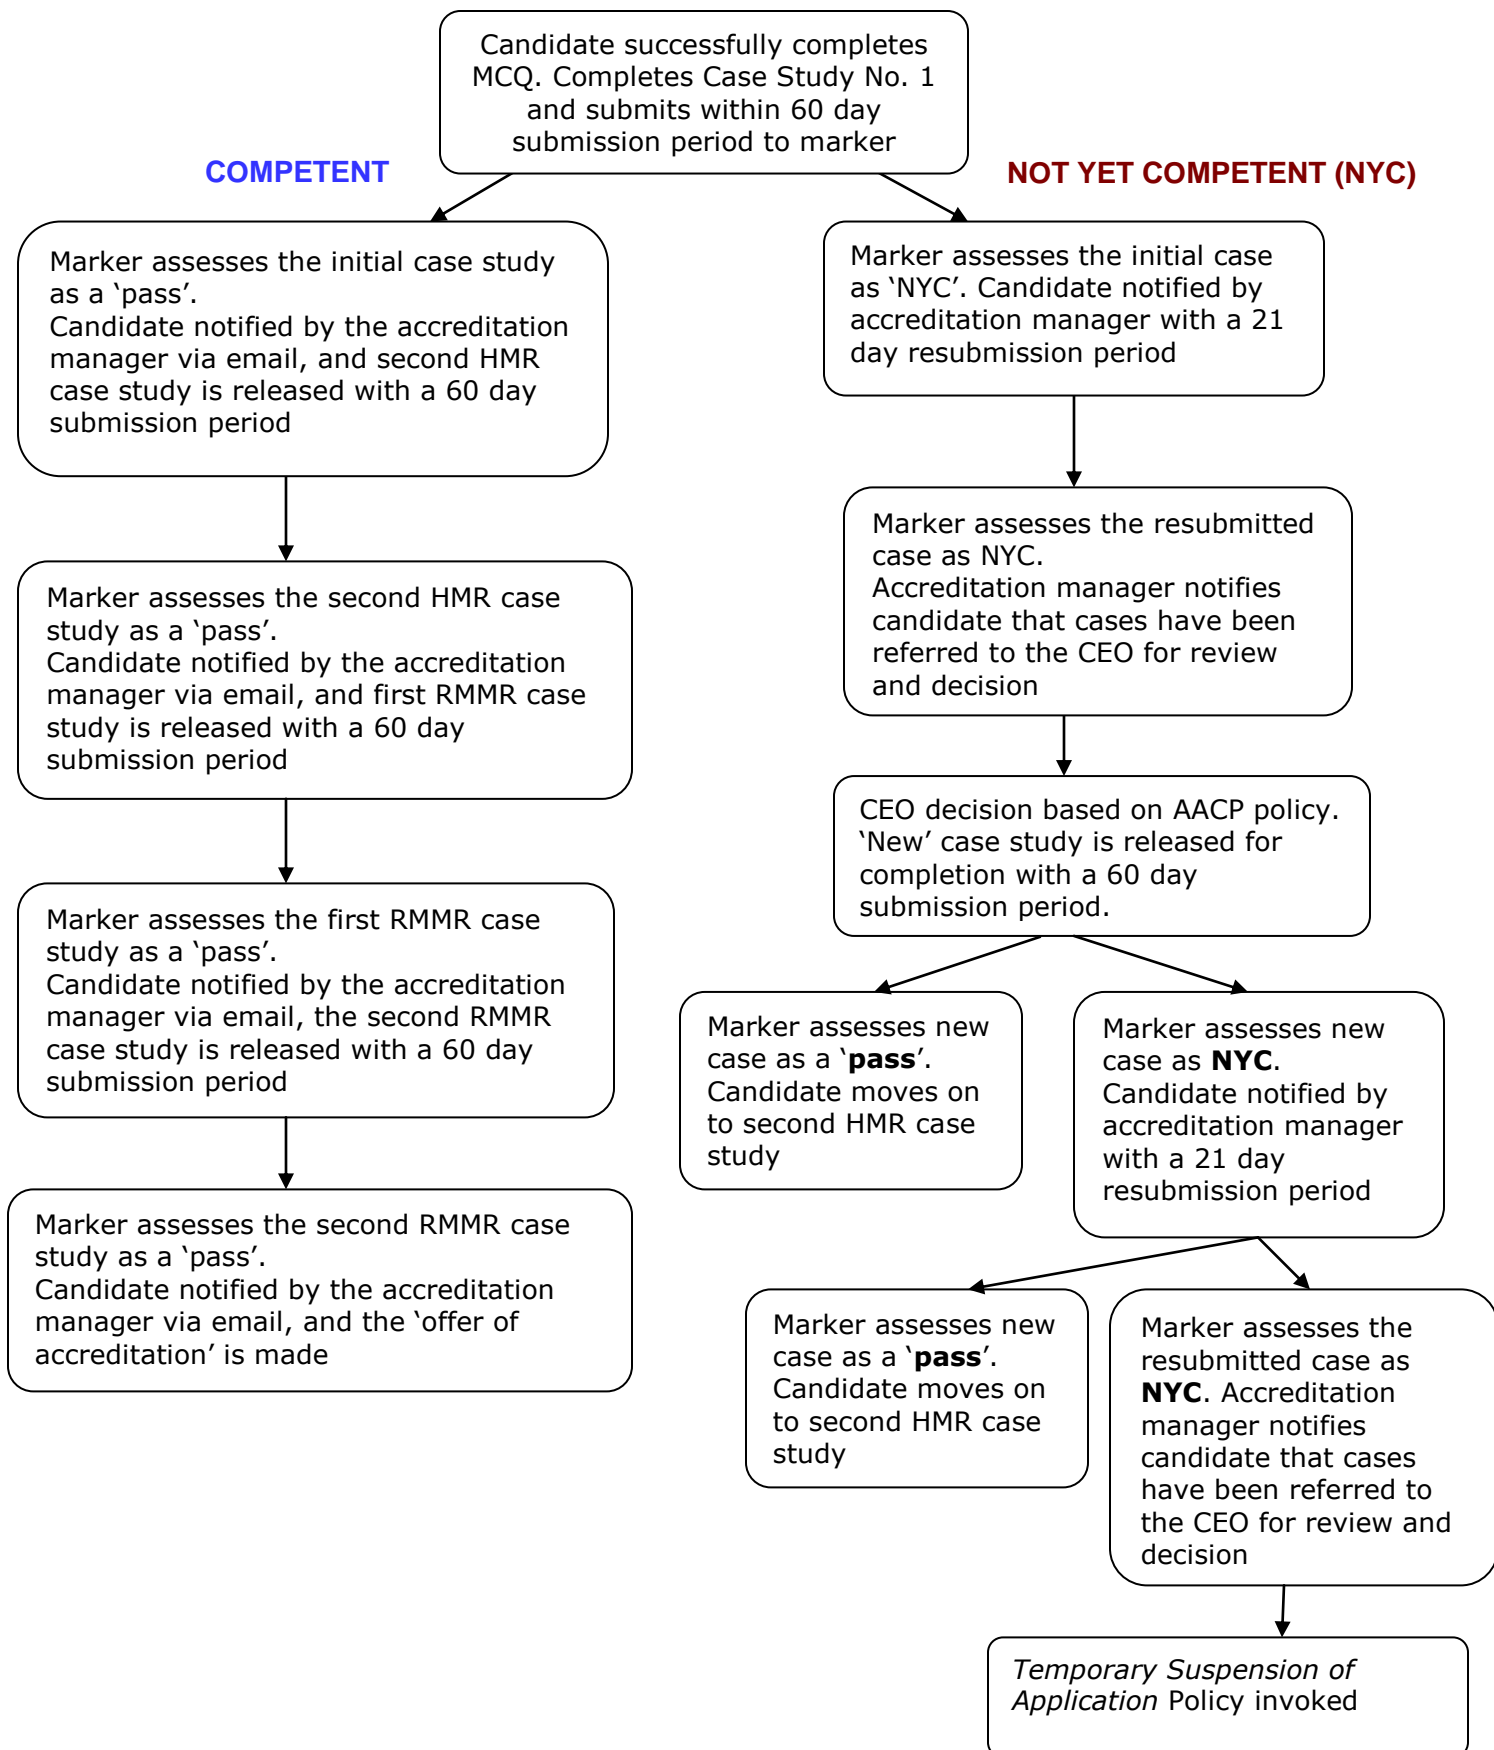 Candidate successfully completes
MCQ. Completes Case Study No. 1
and submits within 60 day
submission period to marker
COMPETENT
NOT YET COMPETENT (NYC)
Marker assesses the initial case study
as a ‘pass’.
Candidate notified by the accreditation
manager via email, and second HMR
case study is released with a 60 day
submission period
Marker assesses the initial case
as ‘NYC’. Candidate notified by
accreditation manager with a 21
day resubmission period
Marker assesses the second HMR case
study as a ‘pass’.
Candidate notified by the accreditation
manager via email, and first RMMR case
study is released with a 60 day
submission period
Marker assesses the resubmitted
case as NYC.
Accreditation manager notifies
candidate that cases have been
referred to the CEO for review
and decision
CEO decision based on AACP policy.
‘New’ case study is released for
completion with a 60 day
submission period.
Marker assesses the first RMMR case
study as a ‘pass’.
Candidate notified by the accreditation
manager via email, the second RMMR
case study is released with a 60 day
submission period
Marker assesses new
case as a ‘pass’.
Candidate moves on
to second HMR case
study
Marker assesses new
case as NYC.
Candidate notified by
accreditation manager
with a 21 day
resubmission period
Marker assesses the second RMMR case
study as a ‘pass’.
Candidate notified by the accreditation
manager via email, and the ‘offer of
accreditation’ is made
Marker assesses new
case as a ‘pass’.
Candidate moves on
to second HMR case
study
Marker assesses the
resubmitted case as
NYC. Accreditation
manager notifies
candidate that cases
have been referred to
the CEO for review and
decision
Temporary Suspension of
Application Policy invoked